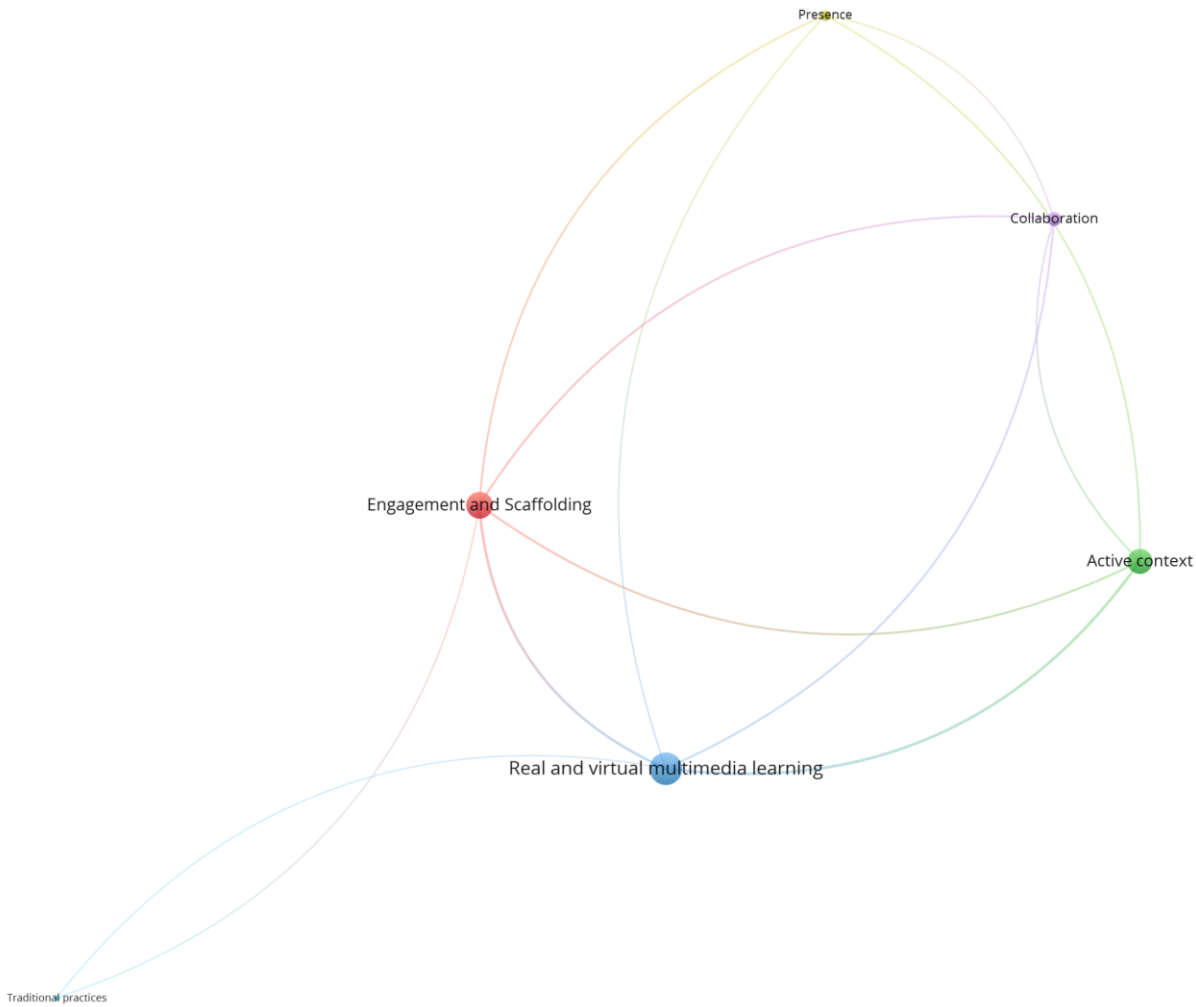 Presence
Collaboration
Engagement and Scaffolding
Active context
Real and virtual multimedia learning
Traditional practices